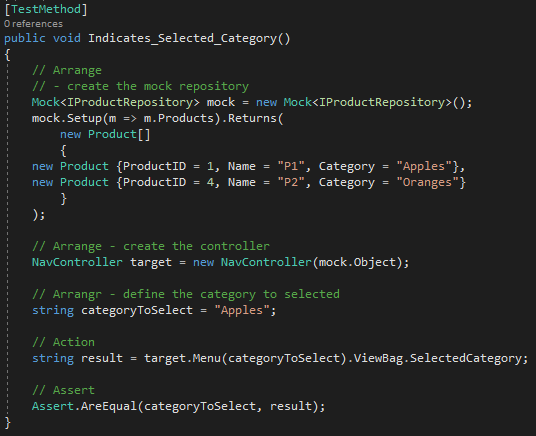 [TestMethod]
0 references
public void Indicates_Selected_Category()
{
// Arrange
// - create the mock repository
Mock<IProductRepository> mock = new Mock<IProductRepository>();
mock.Setup(m => m.Products).Returns(
new Product[]
{
new Product {ProductID = 1, Name = "P1", Category = "Apples"},
new Product {ProductID = 4, Name = "P2", Category = "Oranges"}
}
);
// Arrange - create the controller
NavController target = new NavController(mock.Object);
// Arrangr - define the category to selected
string categoryToSelect = "Apples";
// Action
string result = target.Menu(categoryToSelect).ViewBag.SelectedCategory;
// Assert
Assert.AreEqual(categoryToSelect, result);
}